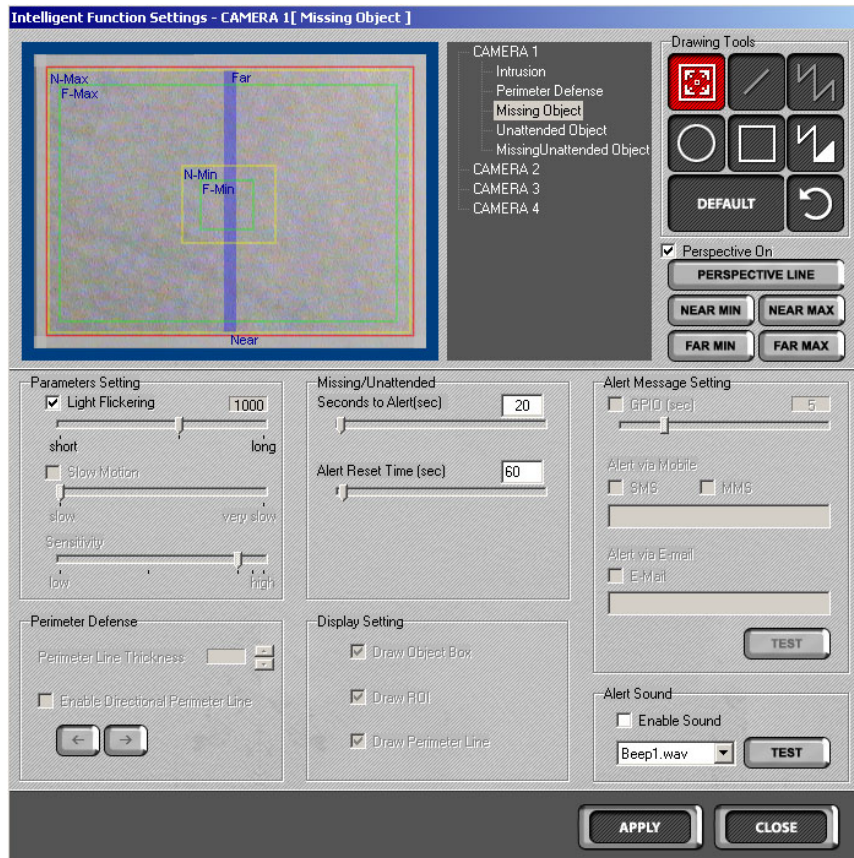 Intelligent Function Settings - CAMERA 1[ Missing Object ]
N-Max
Far
F-Max
N-Min
F-Min
Near
CAMERA 1
Intrusion
Perimeter Defense
Missing Object
Unattended Object
MissingUnattended Object
CAMERA 2
CAMERA 3
CAMERA 4
Drawing Tools
DEFAULT
Perspective On
PERSPECTIVE LINE
NEAR MIN NEAR MAX
FAR MIN FAR MAX
Parameters Setting
Light Flickering 1000
short long
Slow Motion
slow very slow
Sensitivity
low high
Missing/Unattended
Seconds to Alert(sec) 20
Alert Reset Time (sec) 60
Alert Message Setting
GPIO (sec) 5
Alert via Mobile
SMS MMS
Alert via E-mail
E-Mail
TEST
Perimeter Defense
Perimeter Line Thickness
Enable Directional Perimeter Line
Display Setting
Draw Object Box
Draw ROI
Draw Perimeter Line
Alert Sound
Enable Sound
Beep1.wav TEST
APPLY CLOSE